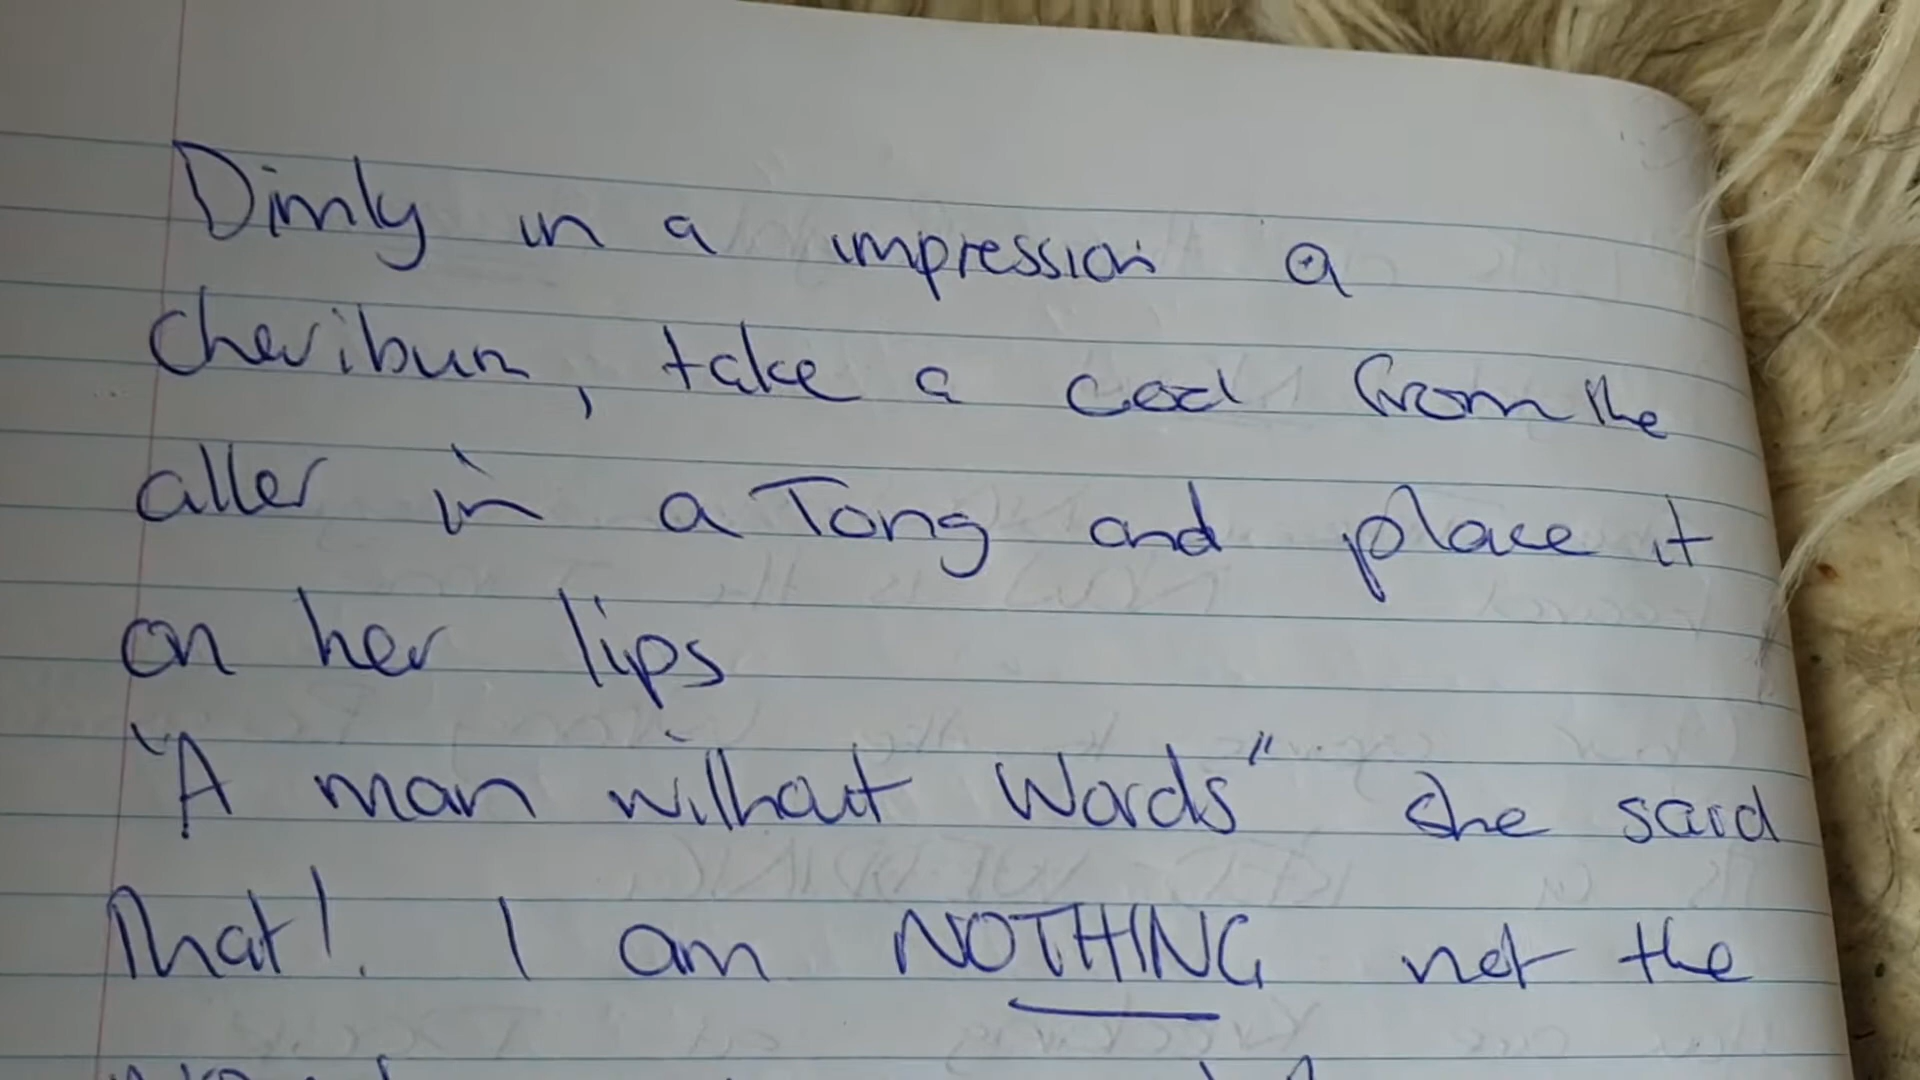 Dimly in a impression a
Cheribun, take a coal from the
alter in a Tong and place it
on her lips
"A man without Words" she said
That!. I am NOTHING not the